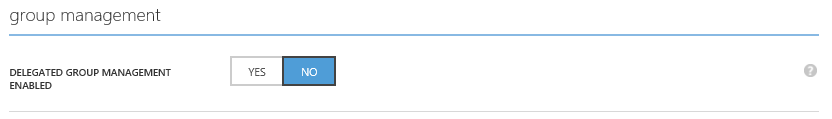 group management
DELEGATED GROUP MANAGEMENT
ENABLED
YES
NO
?